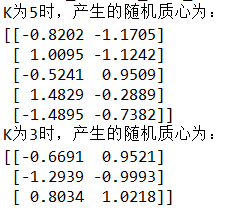 K为5时，产生的随机质心为：
[[-0.8202 -1.1705]
 [ 1.0095 -1.1242]
 [-0.5241  0.9509]
 [ 1.4829 -0.2889]
 [-1.4895 -0.7382]]
K为3时，产生的随机质心为：
[[-0.6691  0.9521]
 [-1.2939 -0.9993]
 [ 0.8034  1.0218]]